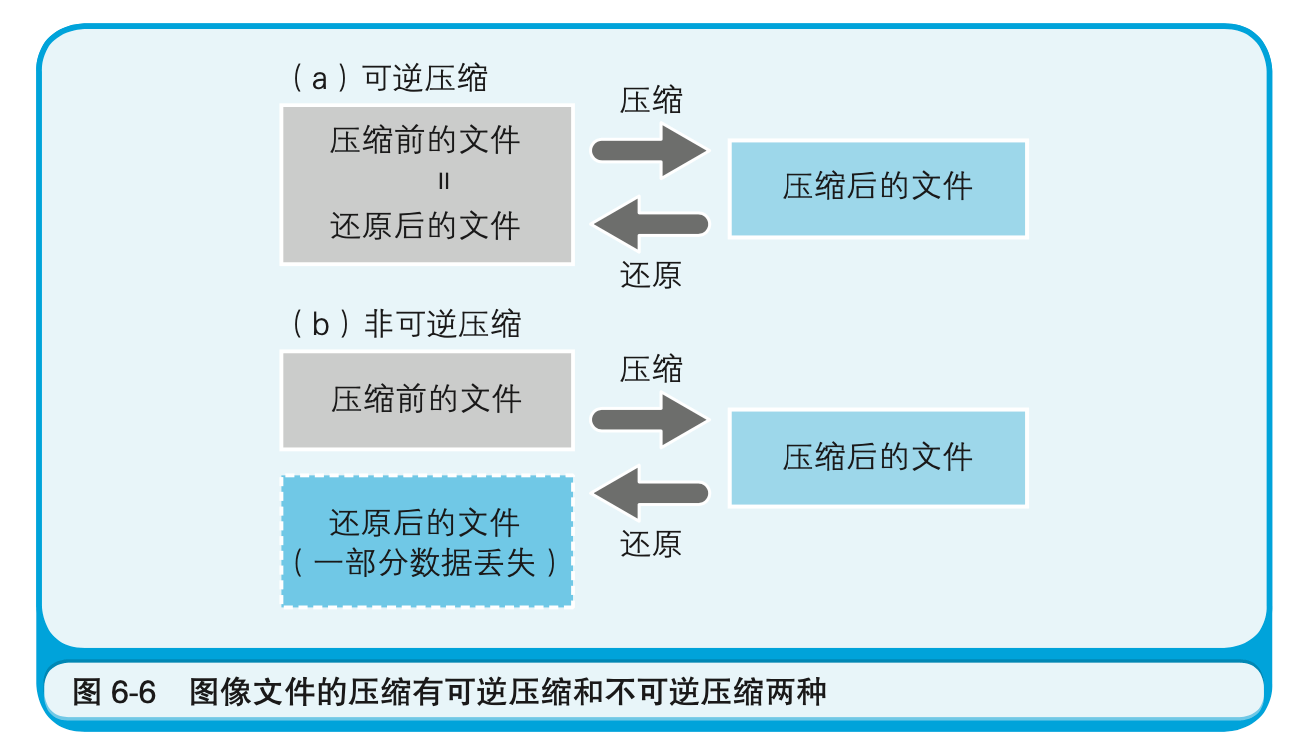 （a）可逆压缩
压缩前的文件
=
还原后的文件
压缩
压缩后的文件
还原
（b）非可逆压缩
压缩前的文件
压缩
压缩后的文件
还原
还原后的文件
（一部分数据丢失）
图 6-6 图像文件的压缩有可逆压缩和不可逆压缩两种